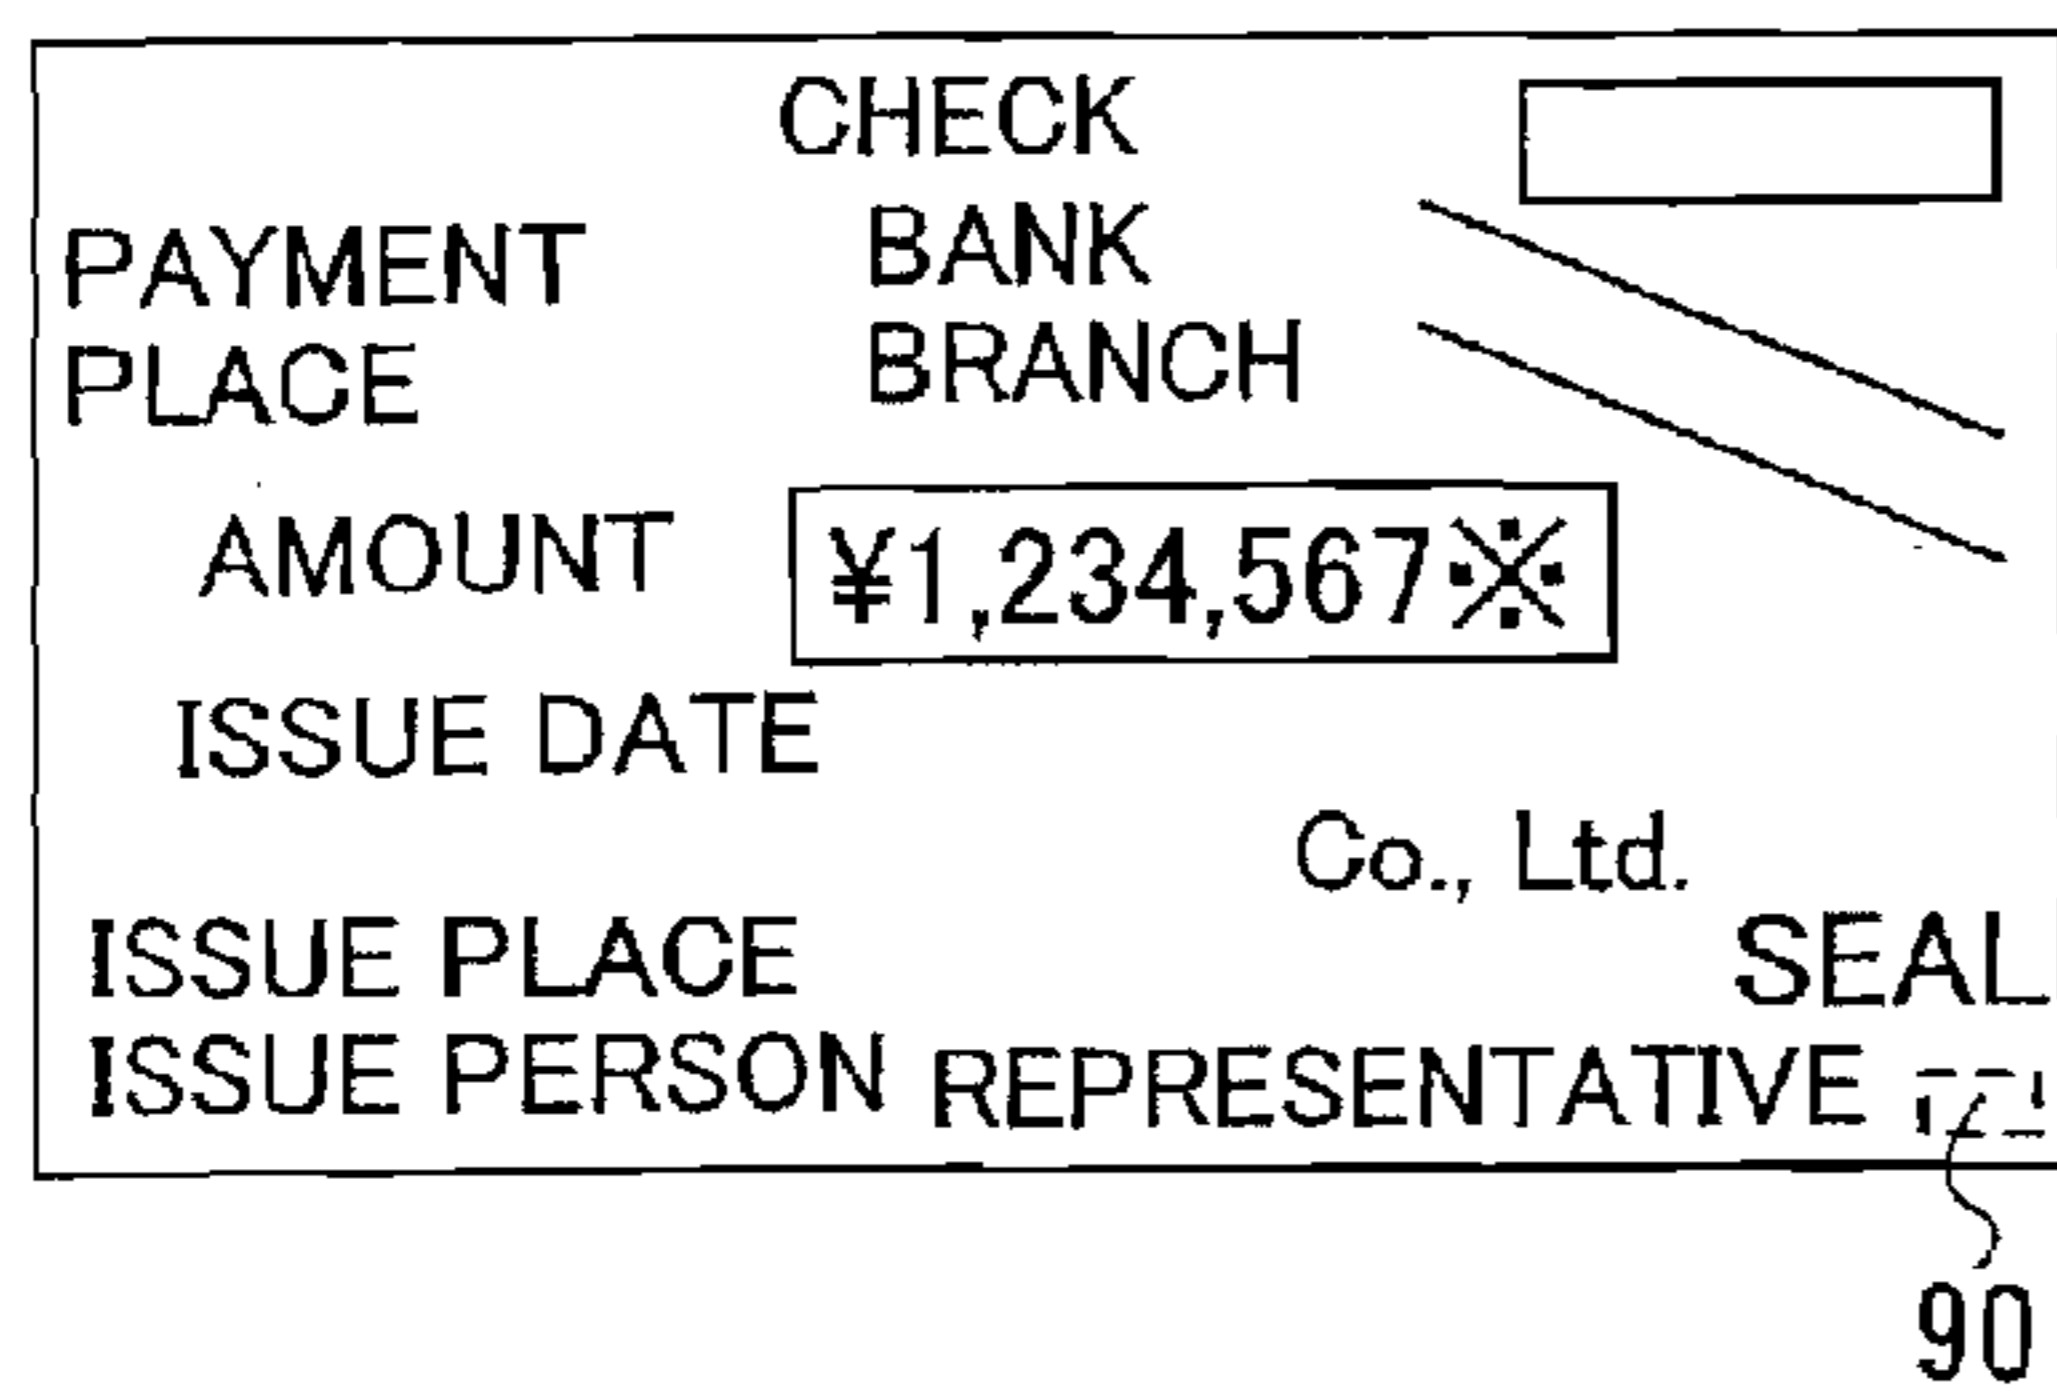 CHECK
PAYMENT BANK
PLACE BRANCH
AMOUNT ¥1,234,567※
ISSUE DATE
Co., Ltd.
ISSUE PLACE SEAL
ISSUE PERSON REPRESENTATIVE
90